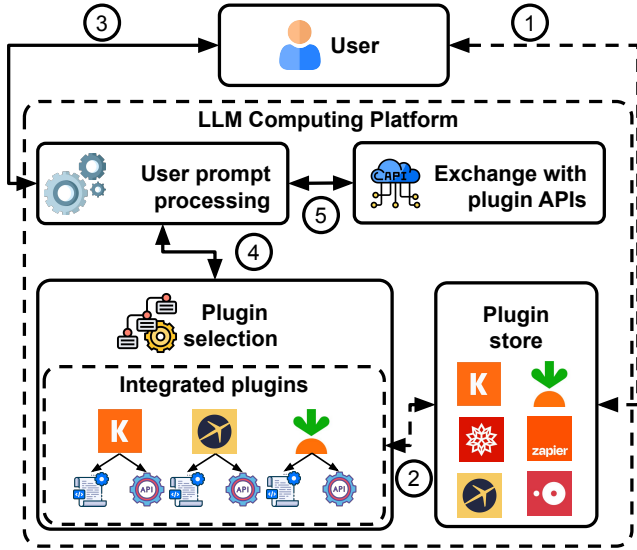 3
1
User
LLM Computing Platform
User prompt
processing
API
Exchange with
plugin APIs
5
4
Plugin
selection
Plugin
store
Integrated plugins
K
K
zapier
2
API
API
API